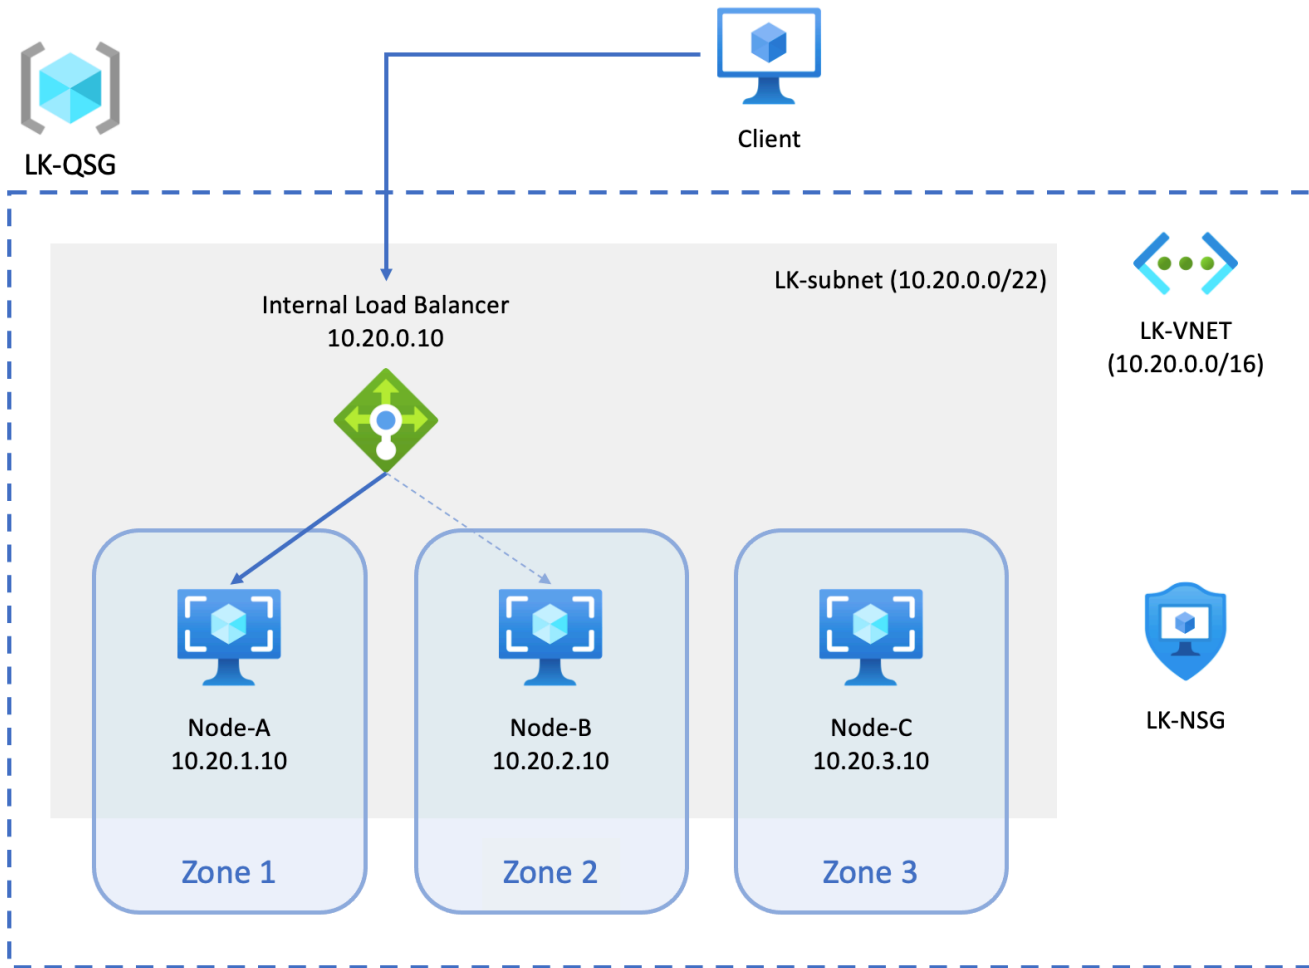 Client
LK-QSG
LK-subnet (10.20.0.0/22)
Internal Load Balancer
10.20.0.10
LK-VNET
(10.20.0.0/16)
Node-A
10.20.1.10
Node-B
10.20.2.10
Node-C
10.20.3.10
LK-NSG
Zone 1
Zone 2
Zone 3